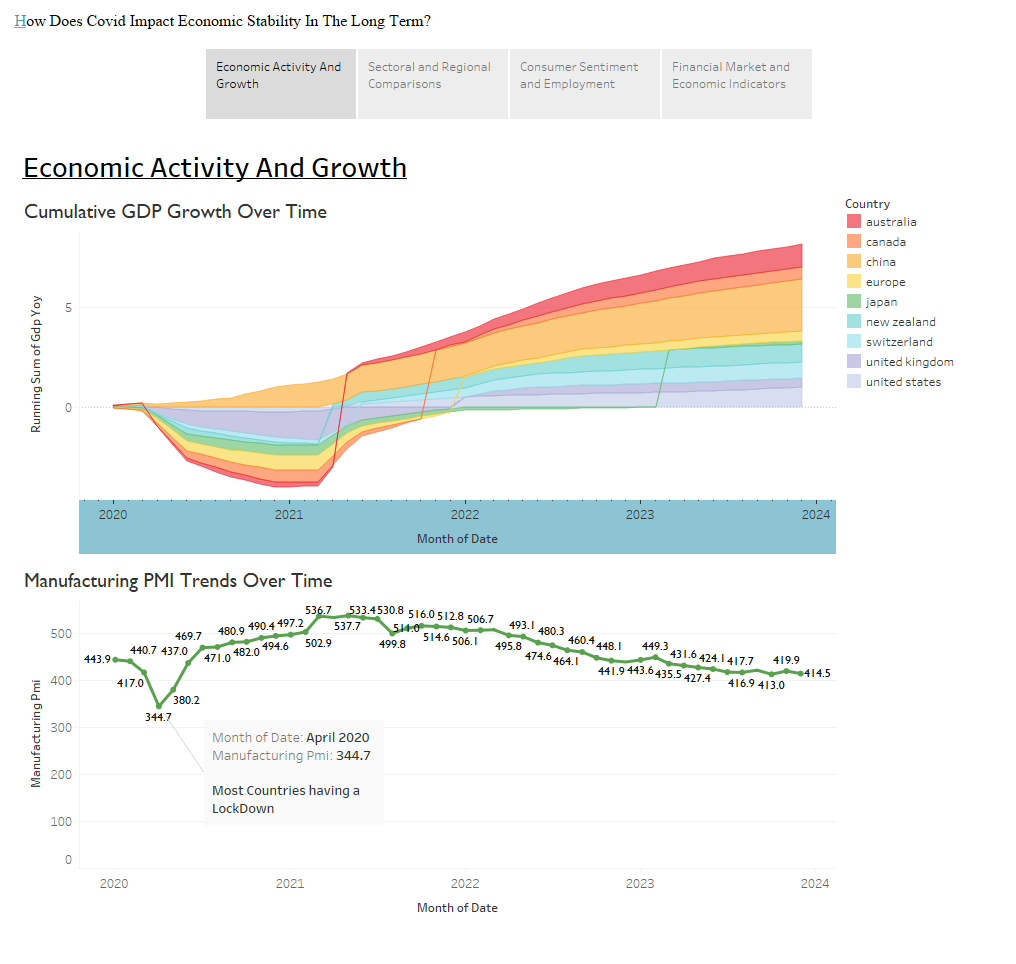 How Does Covid Impact Economic Stability In The Long Term?
Economic Activity And Growth
Sectoral and Regional Comparisons
Consumer Sentiment and Employment
Financial Market and Economic Indicators
Economic Activity And Growth
Cumulative GDP Growth Over Time
Running Sum of Gdp Yoy
5
0
2020 2021 2022 2023 2024
Month of Date
Country
australia
canada
china
europe
japan
new zealand
switzerland
united kingdom
united states
Manufacturing PMI Trends Over Time
Manufacturing Pmi
500
400
300
200
100
0
443.9 440.7 417.0 344.7 380.2 437.0 469.7 471.0 480.9 482.0 490.4 494.6 497.2 502.9 536.7 537.7 533.4 530.8 499.8 511.0 516.0 514.6 512.8 506.1 506.7 495.8 493.1 474.6 480.3 464.1 460.4 448.1 441.9 443.6 449.3 435.5 431.6 427.4 424.1 417.7 416.9 413.0 419.9 414.5
Month of Date: April 2020
Manufacturing Pmi: 344.7
Most Countries having a
LockDown
2020 2021 2022 2023 2024
Month of Date